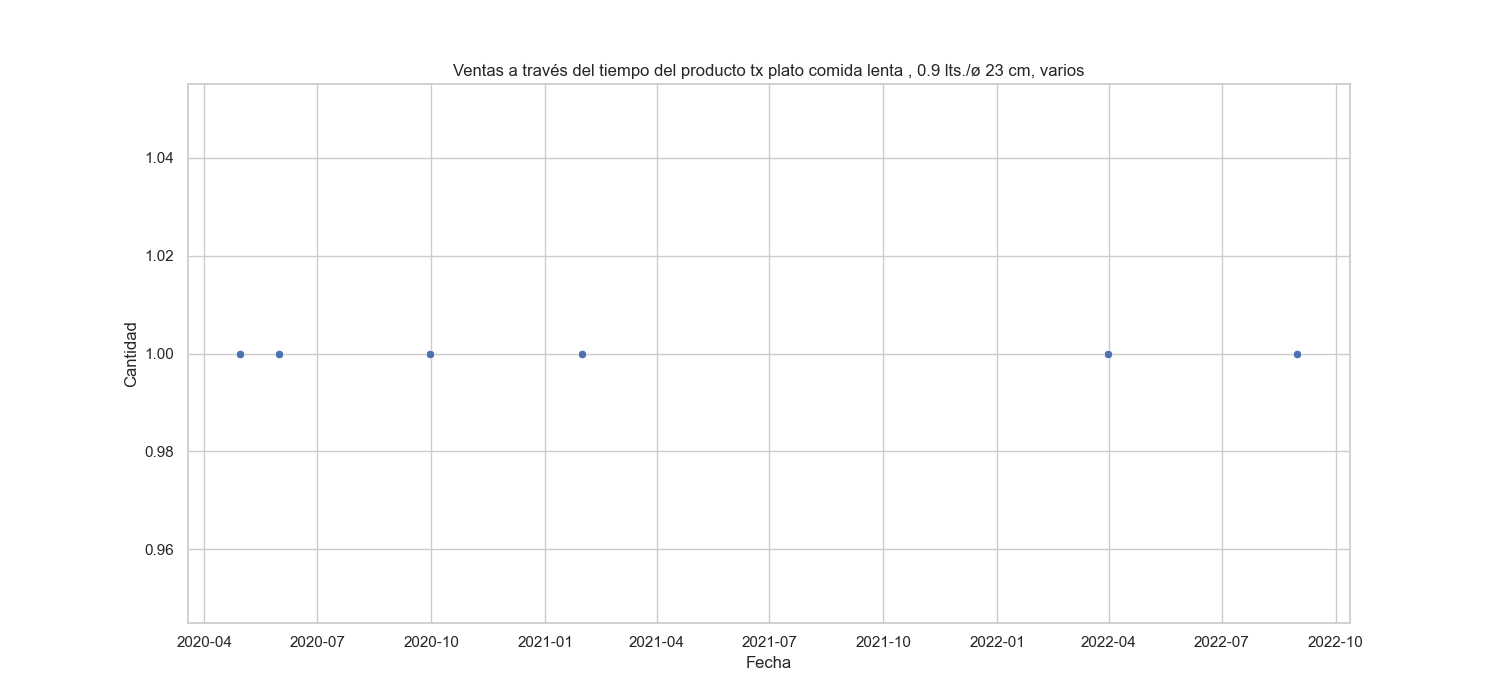 Ventas a través del tiempo del producto tx plato comida lenta , 0.9 lts./ø 23 cm, varios
1.04
1.02
1.00
0.98
0.96
Cantidad
2020-04 2020-07 2020-10 2021-01 2021-04 2021-07 2021-10 2022-01 2022-04 2022-07 2022-10
Fecha